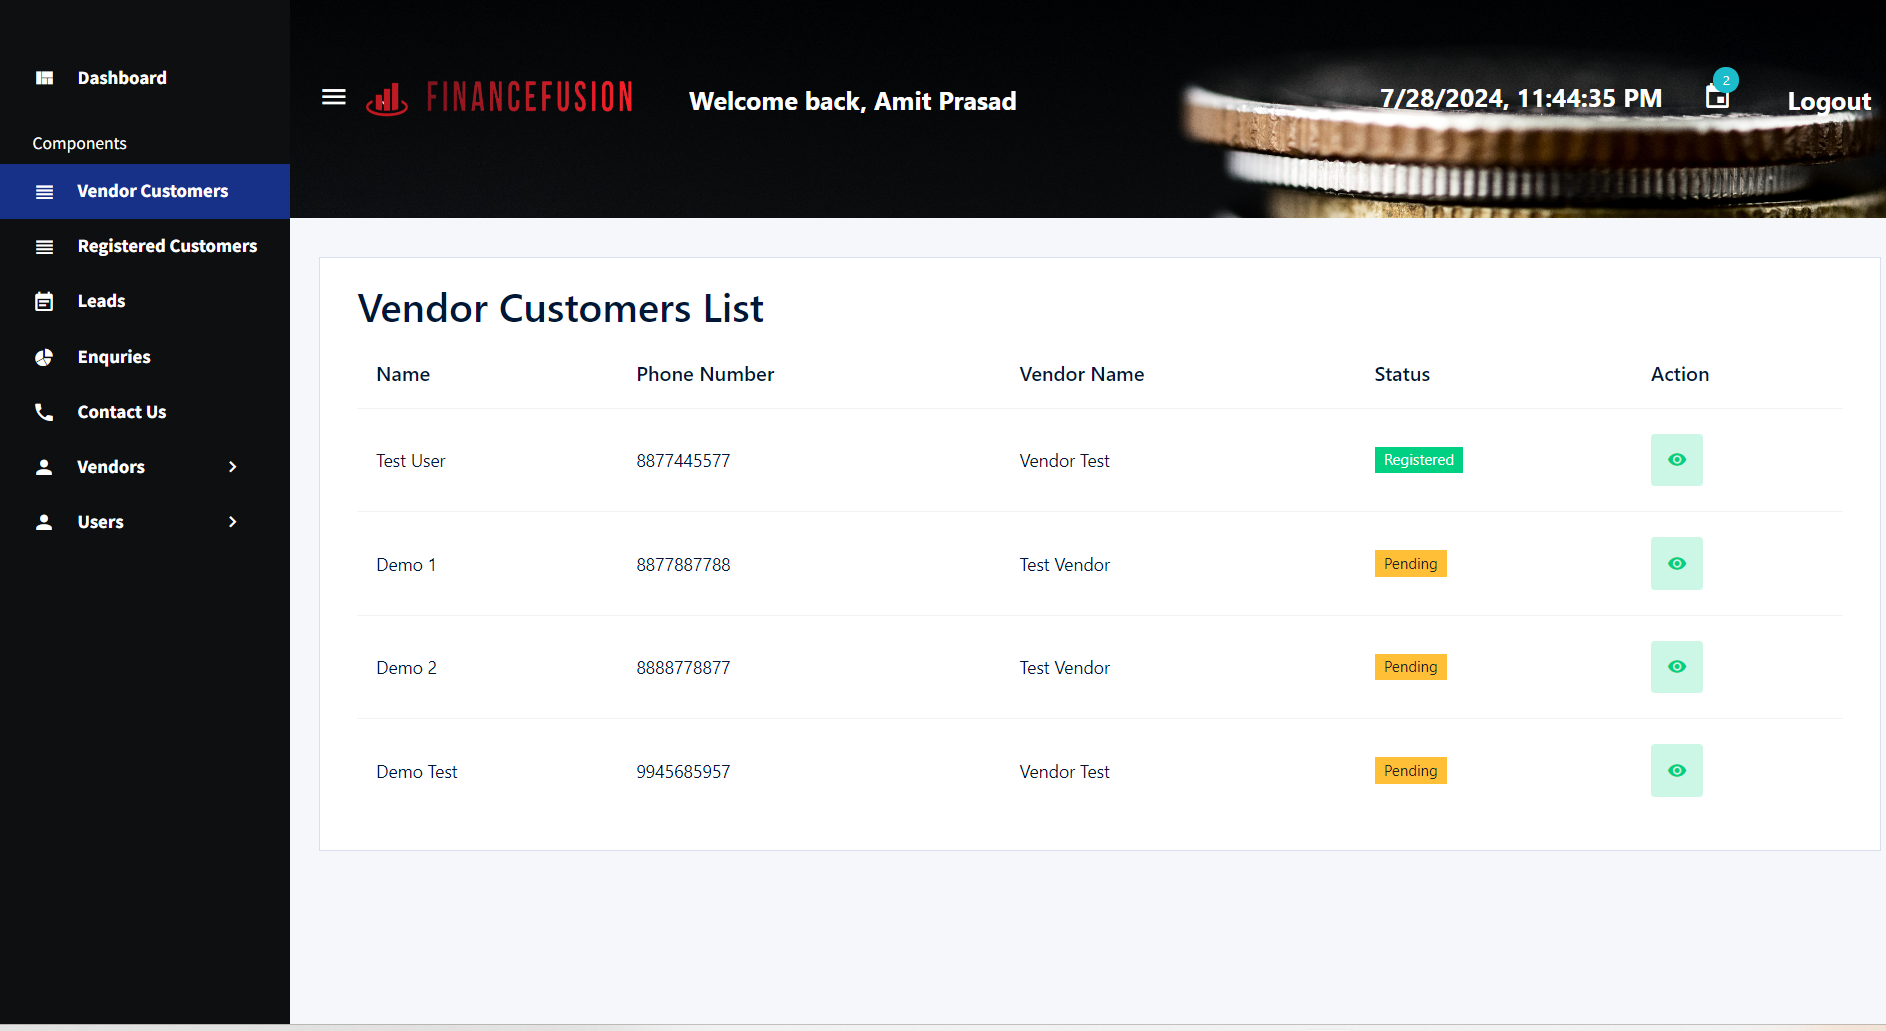 Dashboard
Components
Vendor Customers
Registered Customers
Leads
Enquries
Contact Us
Vendors
Users
FINANCEFUSION
Welcome back, Amit Prasad
7/28/2024, 11:44:35 PM
2
Logout
Vendor Customers List
Name Phone Number Vendor Name Status Action
Test User 8877445577 Vendor Test Registered
Demo 1 8877887788 Test Vendor Pending
Demo 2 8888778877 Test Vendor Pending
Demo Test 9945685957 Vendor Test Pending